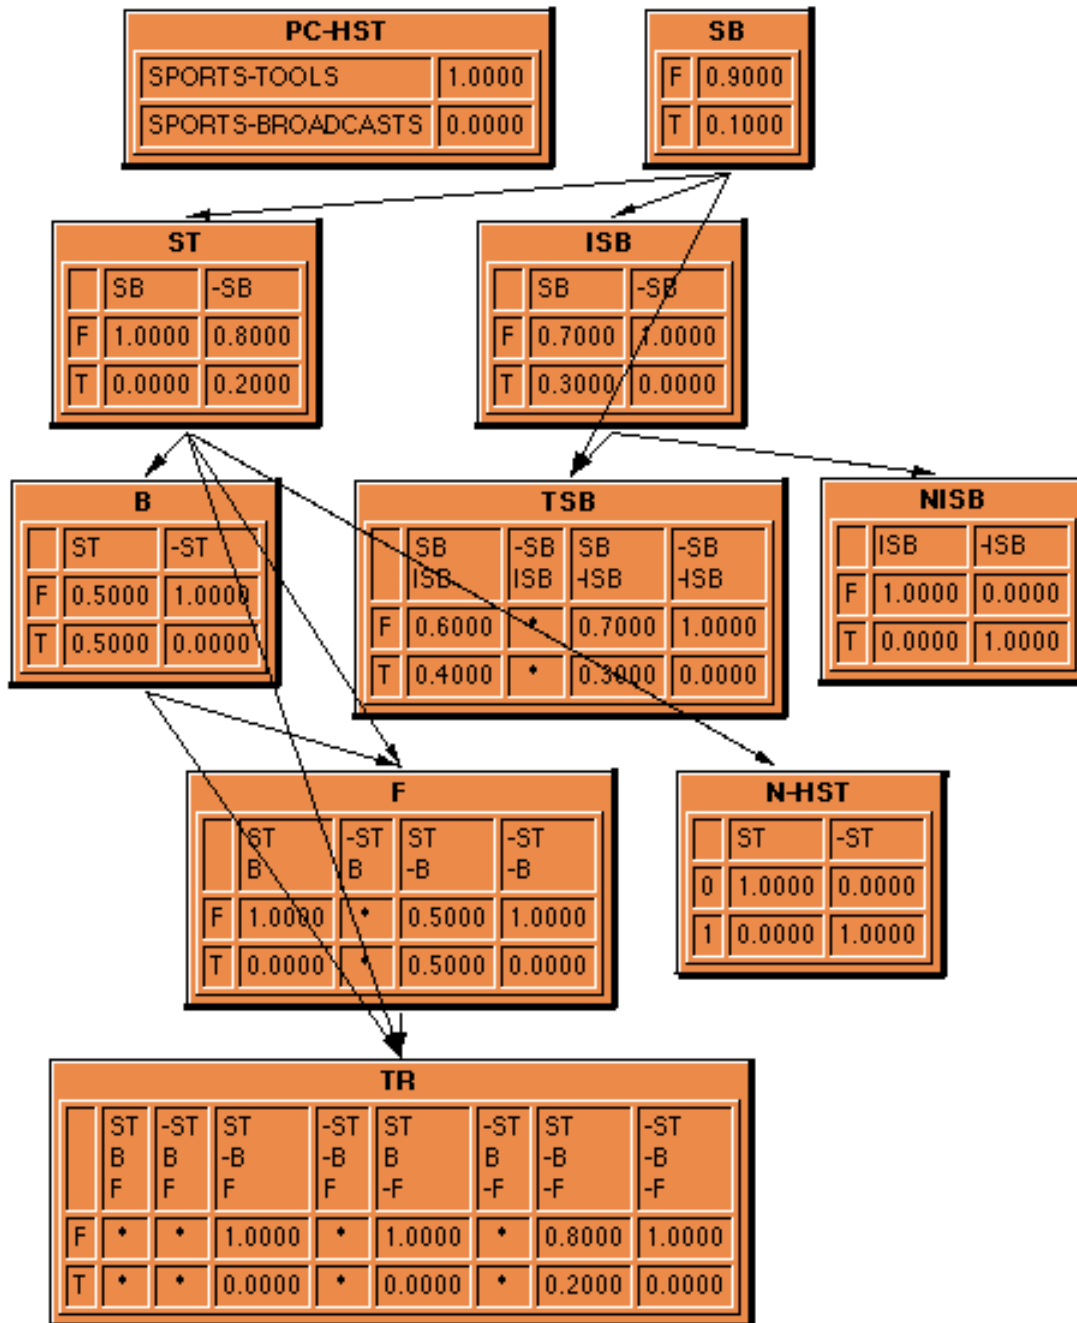 PC-HST
SPORTS-TOOLS 1.0000
SPORTS-BROADCASTS 0.0000
SB
F 0.9000
T 0.1000
ST
SB -SB
F 1.0000 0.8000
T 0.0000 0.2000
ISB
SB -SB
F 0.7000 1.0000
T 0.3000 0.0000
B
ST -ST
F 0.5000 1.0000
T 0.5000 0.0000
TSB
SB -SB SB -SB
ISB ISB -ISB -ISB
F 0.6000 * 0.7000 1.0000
T 0.4000 * 0.3000 0.0000
NISB
ISB -ISB
F 1.0000 0.0000
T 0.0000 1.0000
F
ST -ST ST -ST
B B -B -B
F 1.0000 * 0.5000 1.0000
T 0.0000 * 0.5000 0.0000
N-HST
ST -ST
0 1.0000 0.0000
1 0.0000 1.0000
TR
ST -ST ST -ST ST -ST ST -ST
B B -B -B B B -B -B
F F F F -F -F -F -F
F * * 1.0000 * 1.0000 * 0.8000 1.0000
T * * 0.0000 * 0.0000 * 0.2000 0.0000